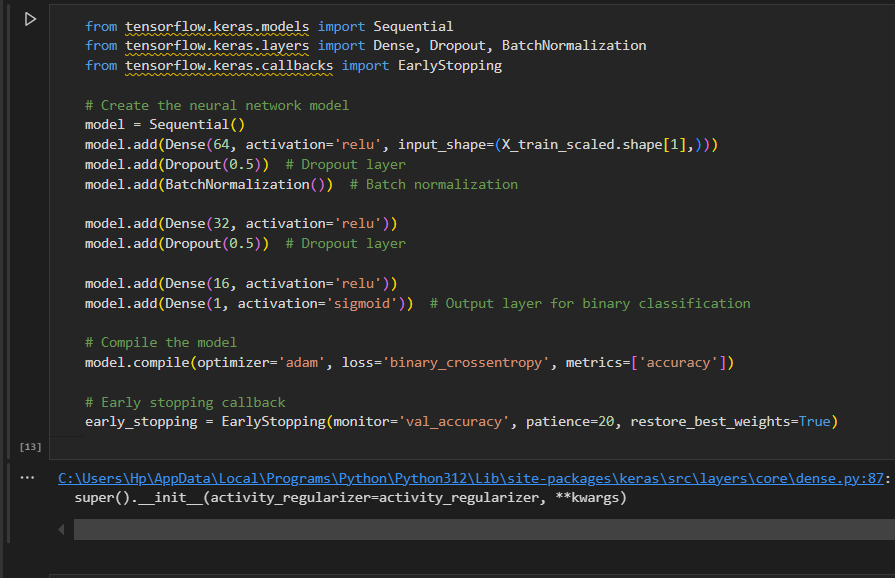 from tensorflow.keras.models import Sequential
from tensorflow.keras.layers import Dense, Dropout, BatchNormalization
from tensorflow.keras.callbacks import EarlyStopping
# Create the neural network model
model = Sequential()
model.add(Dense(64, activation='relu', input_shape=(X_train_scaled.shape[1],)))
model.add(Dropout(0.5))  # Dropout layer
model.add(BatchNormalization())  # Batch normalization
model.add(Dense(32, activation='relu'))
model.add(Dropout(0.5))  # Dropout layer
model.add(Dense(16, activation='relu'))
model.add(Dense(1, activation='sigmoid'))  # Output layer for binary classification
# Compile the model
model.compile(optimizer='adam', loss='binary_crossentropy', metrics=['accuracy'])
# Early stopping callback
early_stopping = EarlyStopping(monitor='val_accuracy', patience=20, restore_best_weights=True)
[13]
... C:\Users\Hp\AppData\Local\Programs\Python\Python312\Lib\site-packages\keras\src\layers\core\dense.py:87:
super().__init__(activity_regularizer=activity_regularizer, **kwargs)